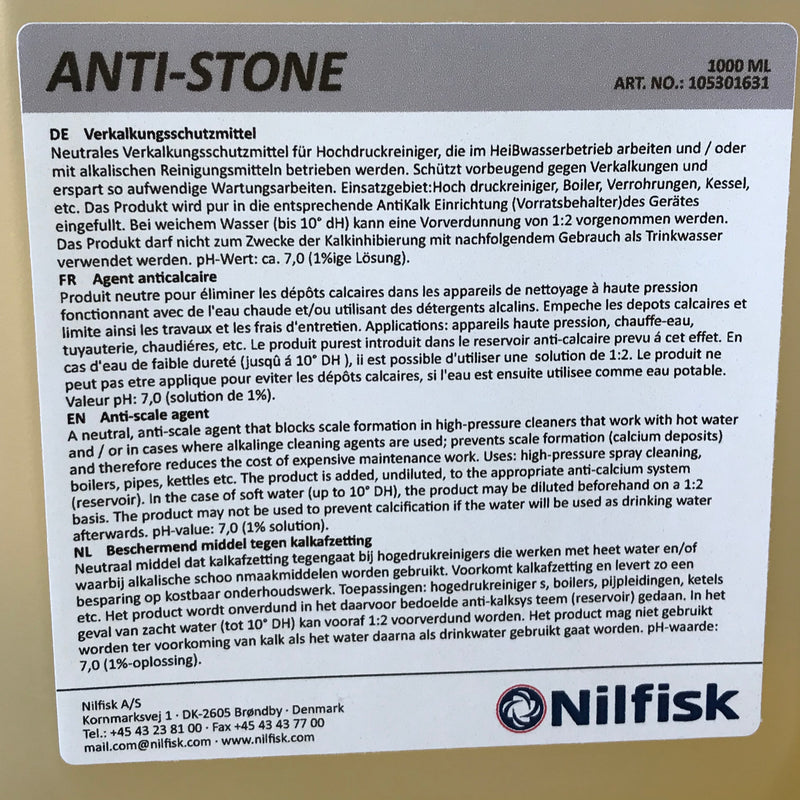 ANTI-STONE
1000 ML
ART. NO.: 105301631
DE Verkalkungsschutzmittel
Neutrales Verkalkungsschutzmittel für Hochdruckreiniger, die im Heißwasserbetrieb arbeiten und / oder
mit alkalischen Reinigungsmitteln betrieben werden. Schützt vorbeugend gegen Verkalkungen und
erspart so aufwendige Wartungsarbeiten. Einsatzgebiet:Hoch druckreiniger, Boiler, Verrohrungen, Kessel,
etc. Das Produkt wird pur in die entsprechende AntiKalk Einrichtung (Vorratsbehalter)des Gerätes
eingefullt. Bei weichem Wasser (bis 10° dH) kann eine Vorverdunnung von 1:2 vorgenommen werden.
Das Produkt darf nicht zum Zwecke der Kalkinhibierung mit nachfolgendem Gebrauch als Trinkwasser
verwendet werden. pH-Wert: ca. 7,0 (1%ige Lösung).
FR Agent anticalcaire
Produit neutre pour éliminer les dépôts calcaires dans les appareils de nettoyage à haute pression
fonctionnant avec de l'eau chaude et/ou utilisant des détergents alcalins. Empeche les depots calcaires et
limite ainsi les travaux et les frais d'entretien. Applications: appareils haute pression, chauffe-eau,
tuyauterie, chaudiéres, etc. Le produit purest introduit dans le reservoir anti-calcaire prevu á cet effet. En
cas d'eau de faible dureté (jusqû á 10° DH ), ii est possible d'utiliser une solution de 1:2. Le produit ne
peut pas etre applique pour eviter les dépôts calcaires, si l'eau est ensuite utilisee comme eau potable.
Valeur pH: 7,0 (solution de 1%).
EN Anti-scale agent
A neutral, anti-scale agent that blocks scale formation in high-pressure cleaners that work with hot water
and / or in cases where alkalinge cleaning agents are used; prevents scale formation (calcium deposits)
and therefore reduces the cost of expensive maintenance work. Uses: high-pressure spray cleaning,
boilers, pipes, kettles etc. The product is added, undiluted, to the appropriate anti-calcium system
(reservoir). In the case of soft water (up to 10° DH), the product may be diluted beforehand on a 1:2
basis. The product may not be used to prevent calcification if the water will be used as drinking water
afterwards. pH-value: 7,0 (1% solution).
NL Beschermend middel tegen kalkafzetting
Neutraal middel dat kalkafzetting tegengaat bij hogedrukreinigers die werken met heet water en/of
waarbij alkalische schoo nmaakmiddelen worden gebruikt. Voorkomt kalkafzetting en levert zo een
besparing op kostbaar onderhoudswerk. Toepassingen: hogedrukreiniger s, boilers, pijpleidingen, ketels
etc. Het product wordt onverdund in het daarvoor bedoelde anti-kalksys teem (reservoir) gedaan. In het
geval van zacht water (tot 10° DH) kan vooraf 1:2 voorverdund worden. Het product mag niet gebruikt
worden ter voorkoming van kalk als het water daarna als drinkwater gebruikt gaat worden. pH-waarde:
7,0 (1%-oplossing).
Nilfisk A/S
Kornmarksvej 1 · DK-2605 Brøndby · Denmark
Tel.: +45 43 23 81 00 · Fax +45 43 43 77 00
mail.com@nilfisk.com · www.nilfisk.com
Nilfisk